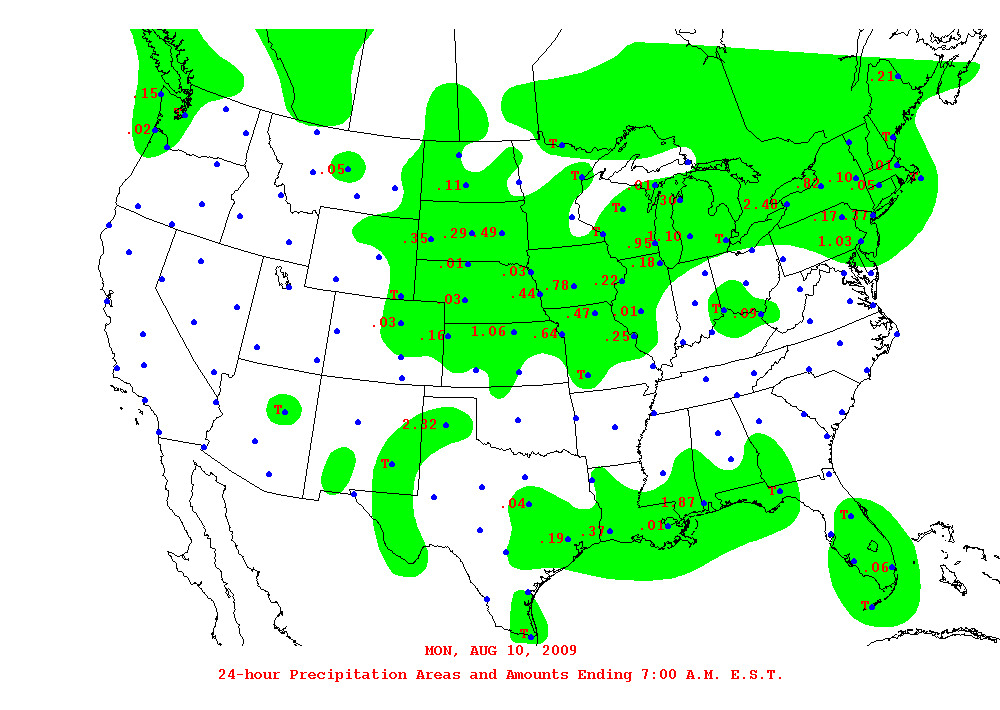 .21
.15
T
.02
T
.01
.05
T
.11
.01
.82
.10
.05
.30
2.48
T
.17
.37
.35
.29
.49
T
.95
1.10
T
1.03
.01
.03
.18
.78
.22
T
.03
.44
.47
.01
T
.09
.03
.16
1.06
.64
.25
T
T
2.32
T
T
.04
1.87
T
.01
.19
.37
.06
T
T
MON, AUG 10, 2009
24-hour Precipitation Areas and Amounts Ending 7:00 A.M. E.S.T.